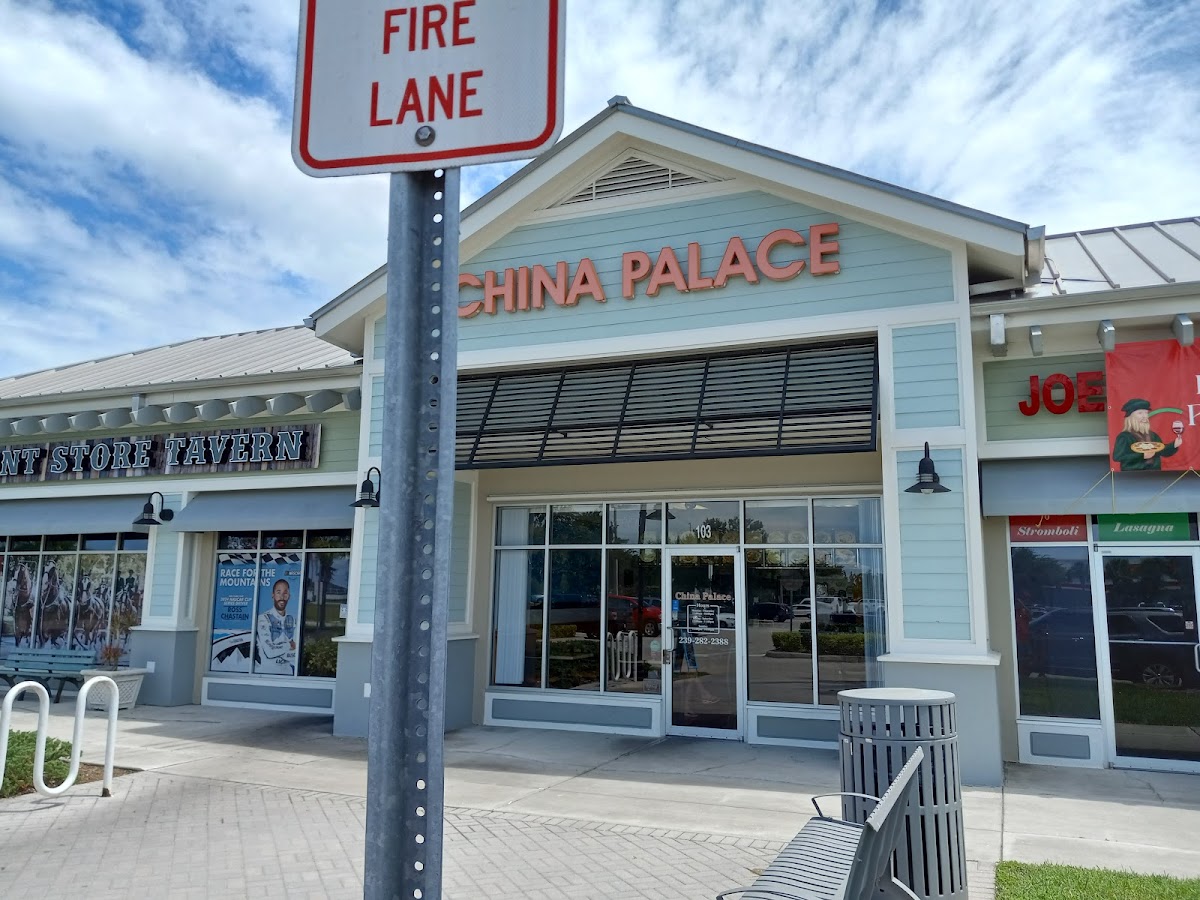 FIRE
LANE
CHINA PALACE
NT STORE TAVERN
JOE
103
Stromboli
Lasagna
RACE FOR THE
MOUNTAINS
ROSS
CHASTAIN
China Palace
Hours
239-282-2388